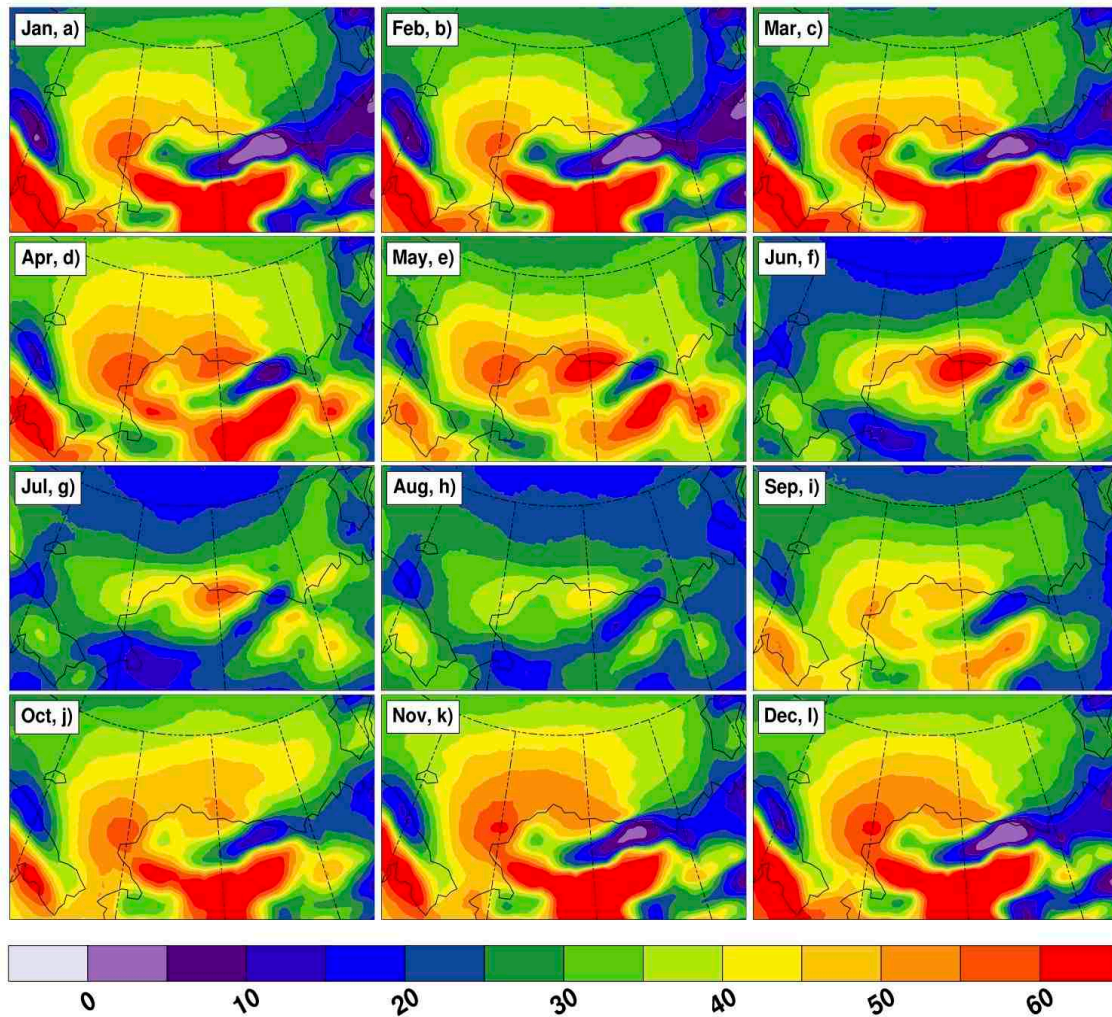 Jan, a) Feb, b) Mar, c)
Apr, d) May, e) Jun, f)
Jul, g) Aug, h) Sep, i)
Oct, j) Nov, k) Dec, l)
0 10 20 30 40 50 60